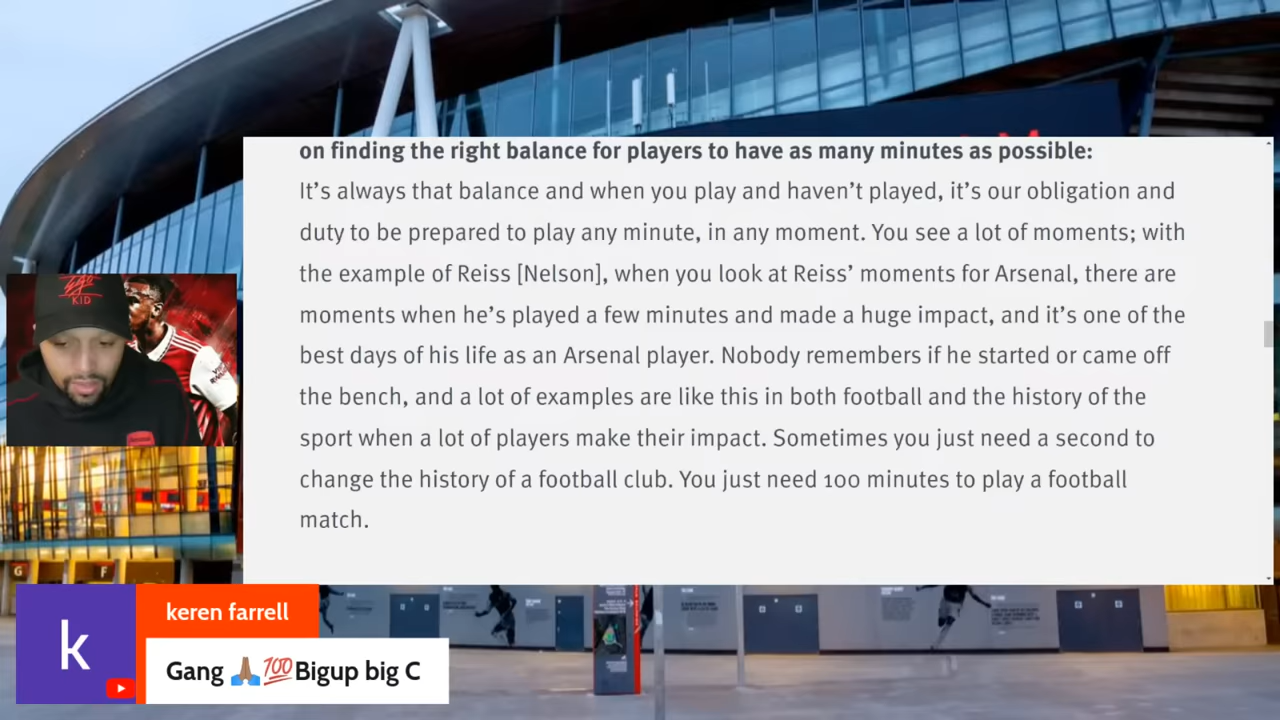 on finding the right balance for players to have as many minutes as possible:
It’s always that balance and when you play and haven’t played, it’s our obligation and
duty to be prepared to play any minute, in any moment. You see a lot of moments; with
the example of Reiss [Nelson], when you look at Reiss’ moments for Arsenal, there are
moments when he’s played a few minutes and made a huge impact, and it’s one of the
best days of his life as an Arsenal player. Nobody remembers if he started or came off
the bench, and a lot of examples are like this in both football and the history of the
sport when a lot of players make their impact. Sometimes you just need a second to
change the history of a football club. You just need 100 minutes to play a football
match.
KID
G
F
k
keren farrell
Gang 🙏🏽💯Bigup big C